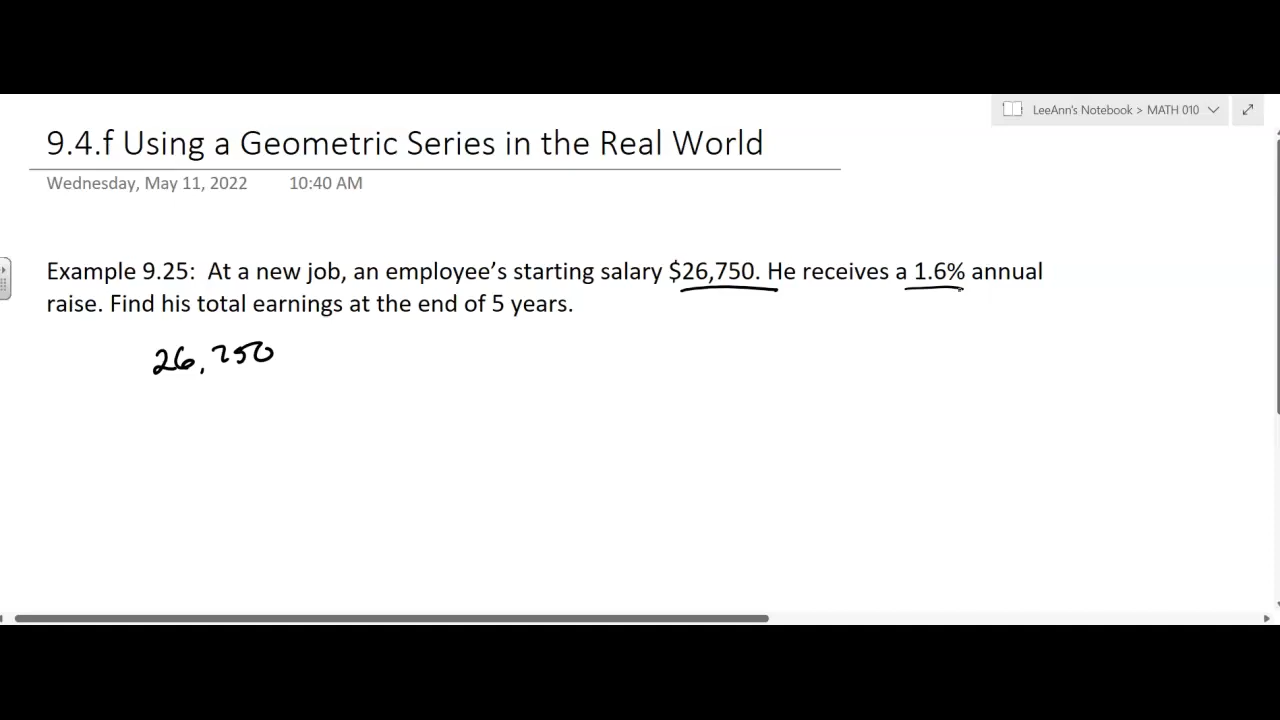 LeeAnn's Notebook > MATH 010
9.4.f Using a Geometric Series in the Real World
Wednesday, May 11, 2022 10:40 AM
Example 9.25: At a new job, an employee’s starting salary $26,750. He receives a 1.6% annual
raise. Find his total earnings at the end of 5 years.
26,750